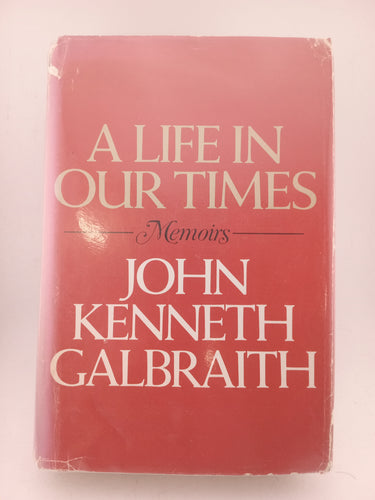 A LIFE IN
OUR TIMES
Memoirs
JOHN
KENNETH
GALBRAITH